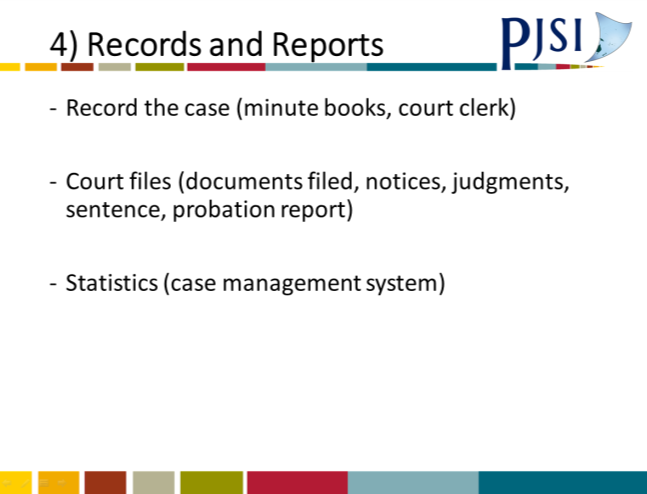 4) Records and Reports
PJSI
- Record the case (minute books, court clerk)
- Court files (documents filed, notices, judgments,
sentence, probation report)
- Statistics (case management system)